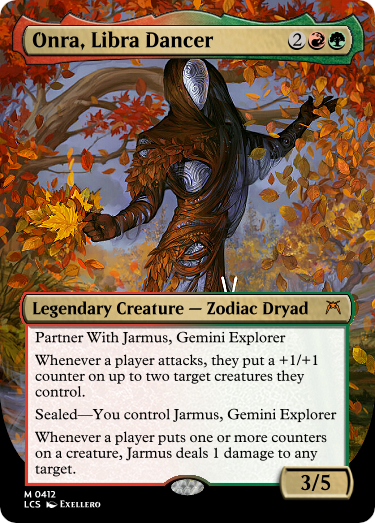 Onra, Libra Dancer 2
Legendary Creature — Zodiac Dryad
Partner With Jarmus, Gemini Explorer
Whenever a player attacks, they put a +1/+1
counter on up to two target creatures they
control.
Sealed—You control Jarmus, Gemini Explorer
Whenever a player puts one or more counters
on a creature, Jarmus deals 1 damage to any
target.
3/5
M 0412
LCS Exellero